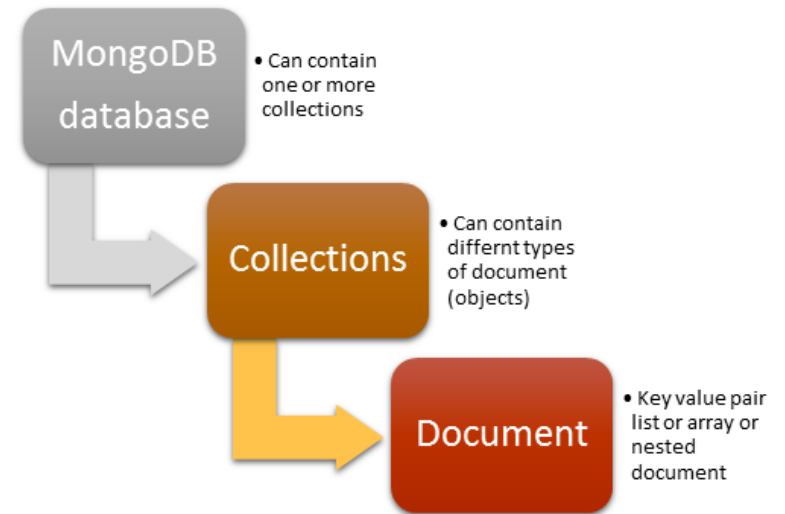 MongoDB
database
• Can contain
one or more
collections
Collections
• Can contain
differnt types
of document
(objects)
Document
• Key value pair
list or array or
nested
document